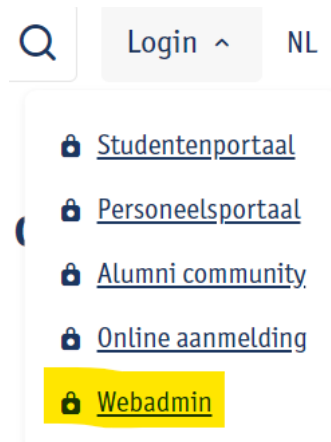 Login NL
Studentenportaal
Personeelsportaal
Alumni community
Online aanmelding
Webadmin